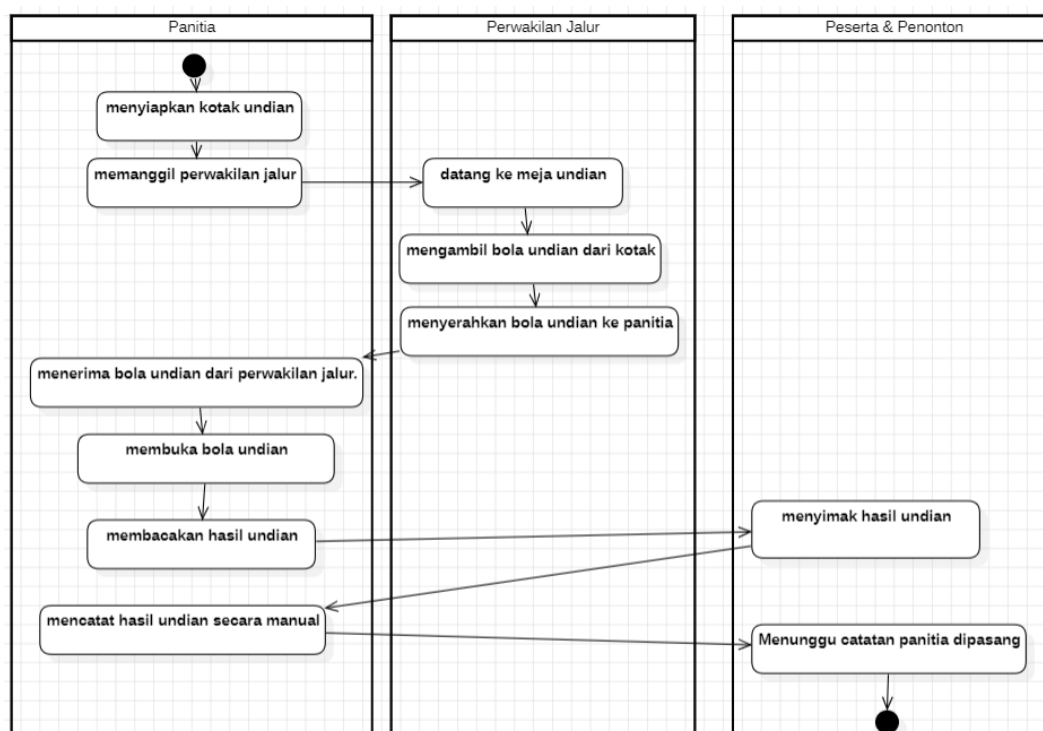 Panitia
Perwakilan Jalur
Peserta & Penonton
menyiapkan kotak undian
memanggil perwakilan jalur
datang ke meja undian
mengambil bola undian dari kotak
menyerahkan bola undian ke panitia
menerima bola undian dari perwakilan jalur.
membuka bola undian
membacakan hasil undian
menyimak hasil undian
mencatat hasil undian secara manual
Menunggu catatan panitia dipasang